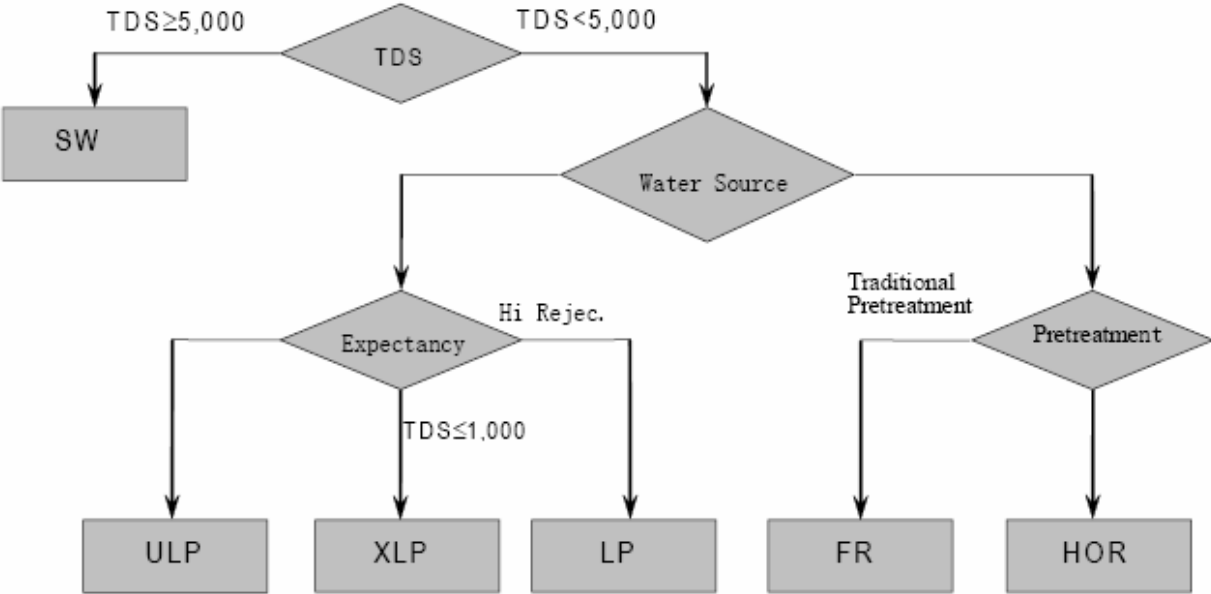 TDS≥5,000
TDS<5,000
TDS
SW
Water Source
Traditional
Pretreatment
Hi Rejec.
Expectancy
Pretreatment
TDS≤1,000
ULP
XLP
LP
FR
HOR